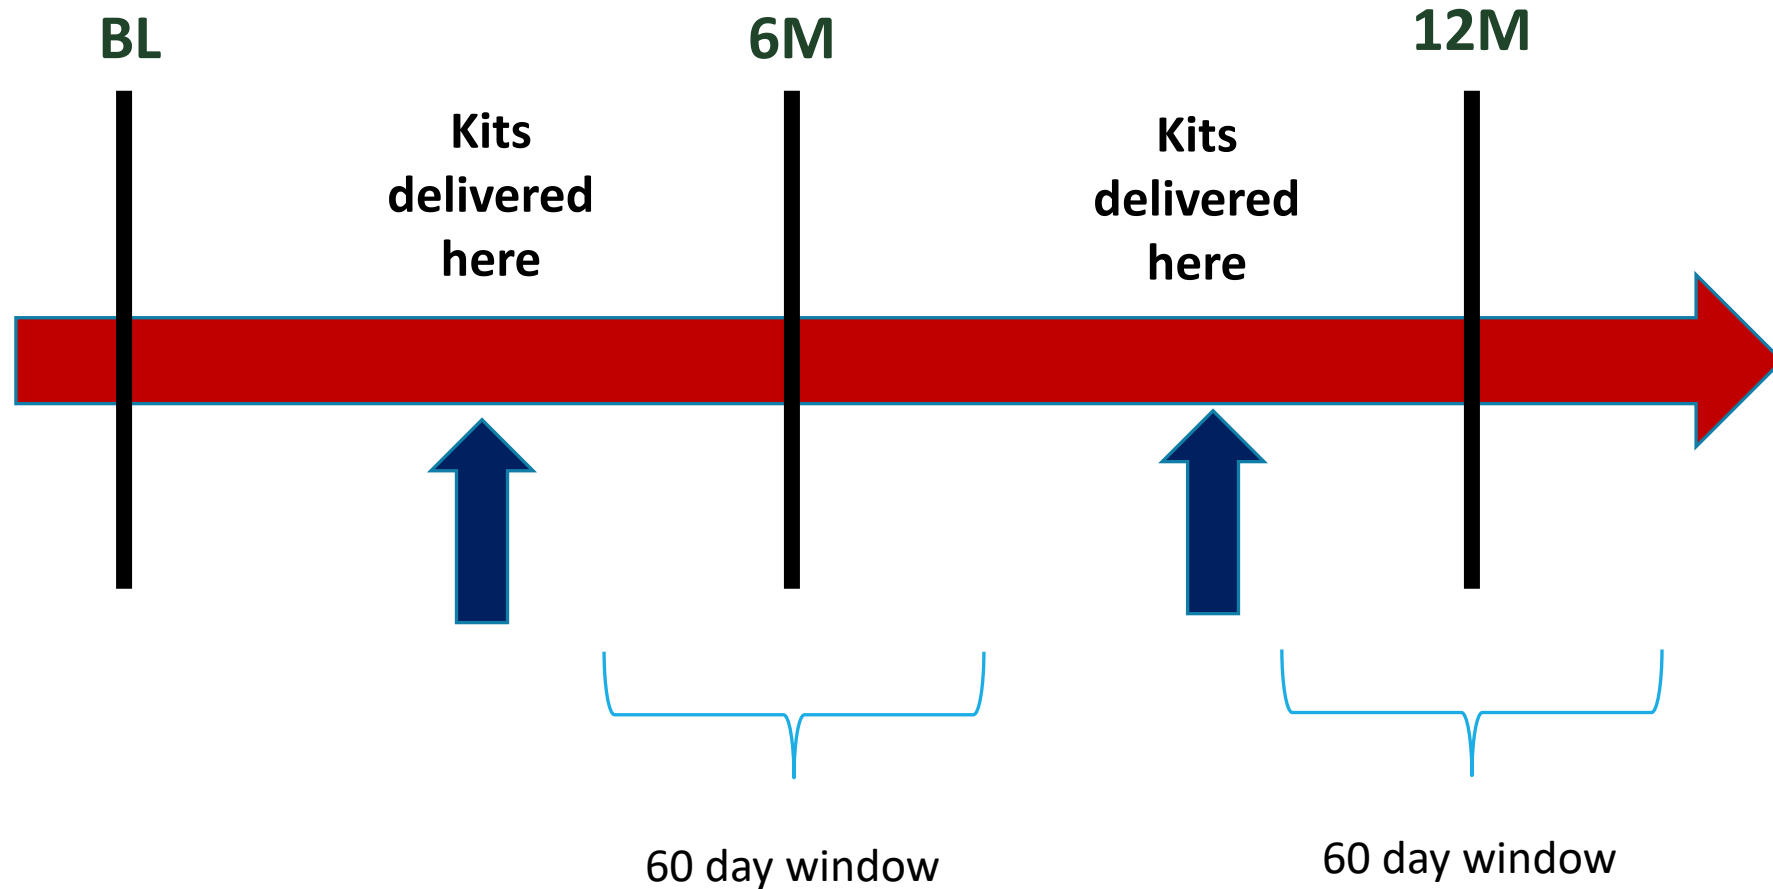 BL
6M
12M
Kits
delivered
here
Kits
delivered
here
60 day window
60 day window